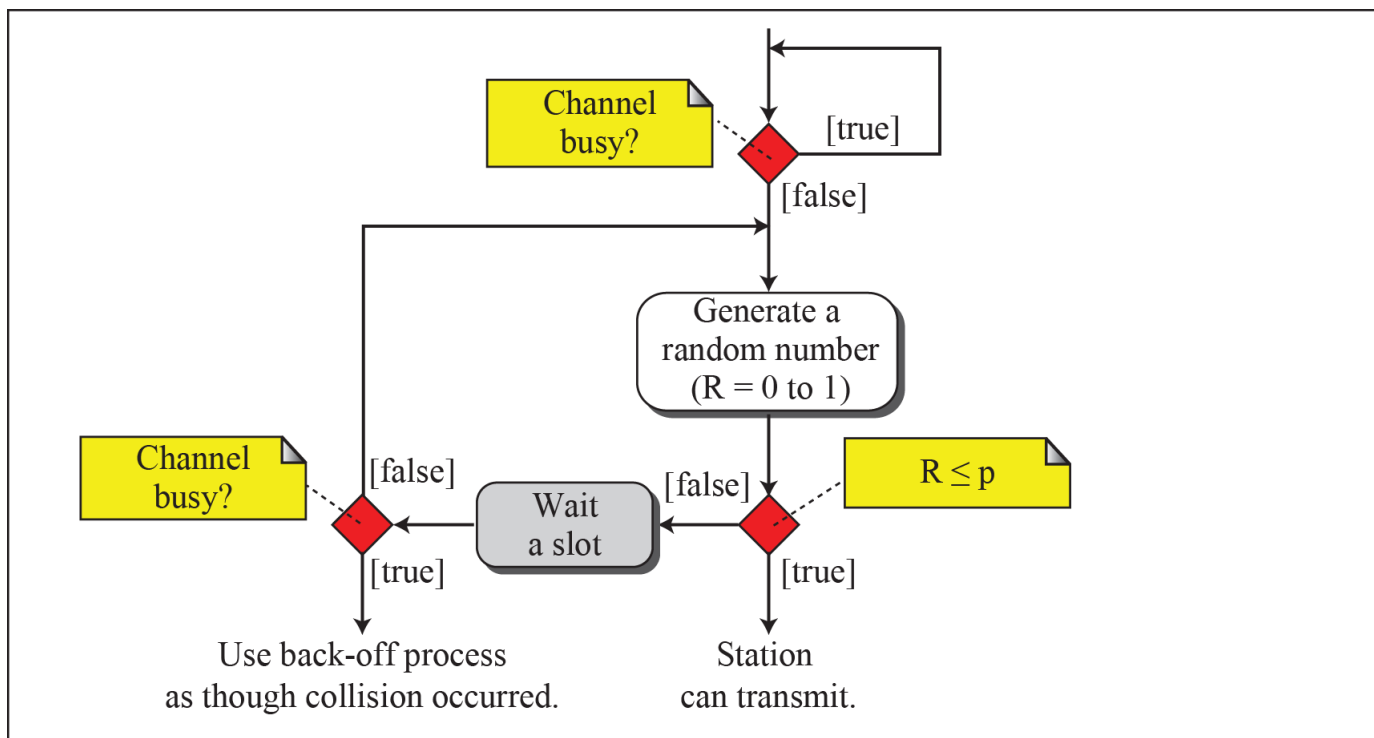 Channel
busy?
[true]
[false]
Generate a
random number
(R = 0 to 1)
Channel
busy?
[false]
Wait
a slot
[false]
R ≤ p
[true]
[true]
Use back-off process
as though collision occurred.
Station
can transmit.